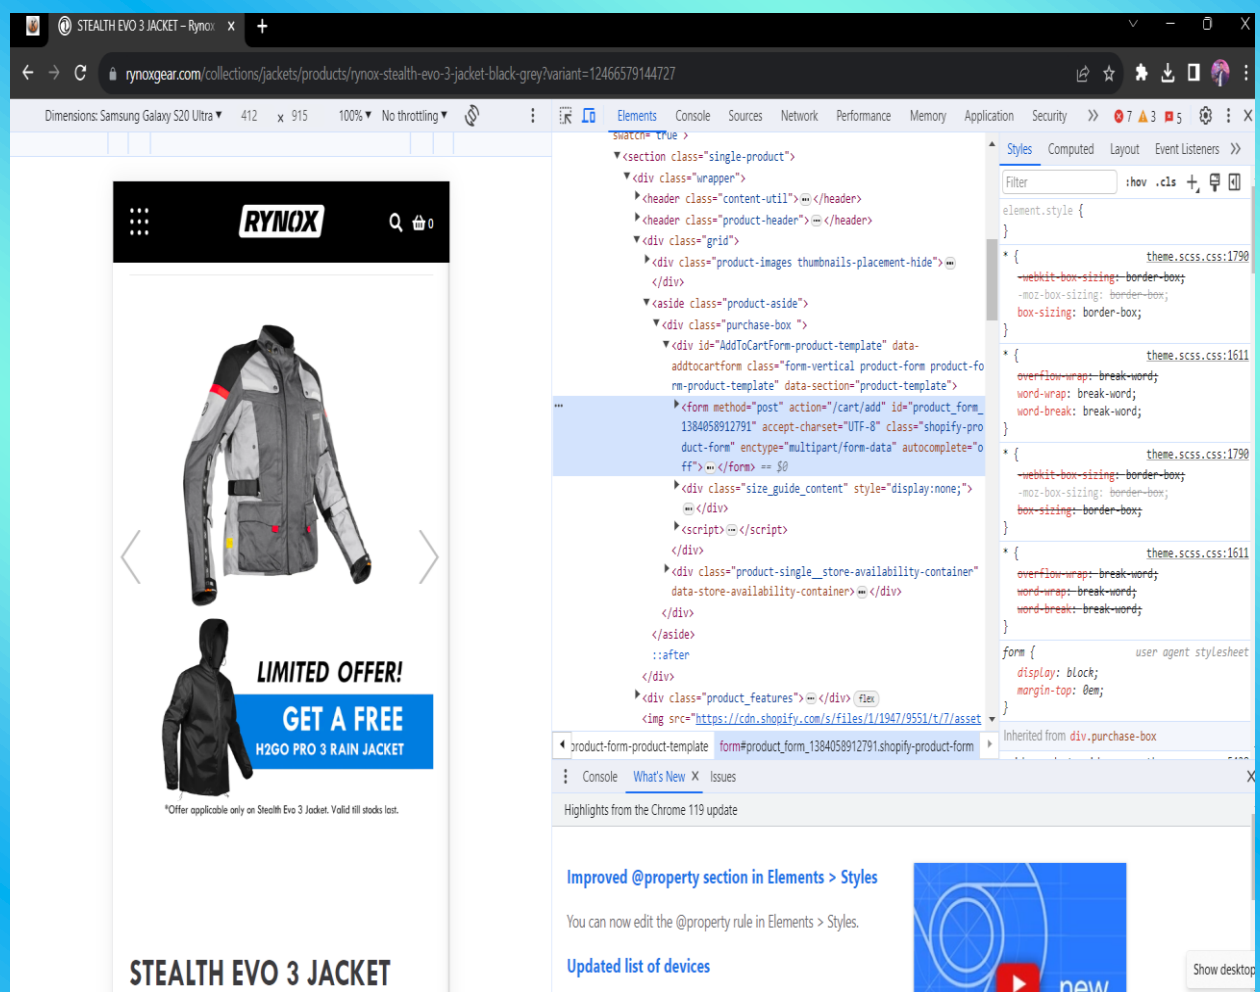 STEALTH EVO 3 JACKET – Rynox
rynoxgear.com/collections/jackets/products/rynox-stealth-evo-3-jacket-black-grey?variant=12466579144727
Dimensions: Samsung Galaxy S20 Ultra 412 x 915 100% No throttling
Elements Console Sources Network Performance Memory Application Security 7 3 5
RYNOX
0
LIMITED OFFER!
GET A FREE
H2GO PRO 3 RAIN JACKET
*Offer applicable only on Stealth Evo 3 Jacket. Valid till stocks last.
STEALTH EVO 3 JACKET
swatch="true">
<section class="single-product">
<div class="wrapper">
<header class="content-util">…</header>
<header class="product-header">…</header>
<div class="grid">
<div class="product-images thumbnails-placement-hide">…
</div>
<aside class="product-aside">
<div class="purchase-box ">
<div id="AddToCartForm-product-template" data-
addtocartform class="form-vertical product-form product-fo
rm-product-template" data-section="product-template">
<form method="post" action="/cart/add" id="product_form_
1384058912791" accept-charset="UTF-8" class="shopify-pro
duct-form" enctype="multipart/form-data" autocomplete="o
ff">…</form> == $0
<div class="size_guide_content" style="display:none;">
…</div>
<script>…</script>
</div>
<div class="product-single__store-availability-container"
data-store-availability-container>…</div>
</div>
</aside>
::after
</div>
<div class="product_features">…</div> flex
<img src="https://cdn.shopify.com/s/files/1/1947/9551/t/7/asset
product-form-product-template form#product_form_1384058912791.shopify-product-form
Styles Computed Layout Event Listeners
Filter :hov .cls
element.style {
}
* { theme.scss.css:1790
-webkit-box-sizing: border-box;
-moz-box-sizing: border-box;
box-sizing: border-box;
}
* { theme.scss.css:1611
overflow-wrap: break-word;
word-wrap: break-word;
word-break: break-word;
}
* { theme.scss.css:1790
-webkit-box-sizing: border-box;
-moz-box-sizing: border-box;
box-sizing: border-box;
}
* { theme.scss.css:1611
overflow-wrap: break-word;
word-wrap: break-word;
word-break: break-word;
}
form { user agent stylesheet
display: block;
margin-top: 0em;
}
Inherited from div.purchase-box
Console What's New Issues
Highlights from the Chrome 119 update
Improved @property section in Elements > Styles
You can now edit the @property rule in Elements > Styles.
Updated list of devices
new
Show desktop